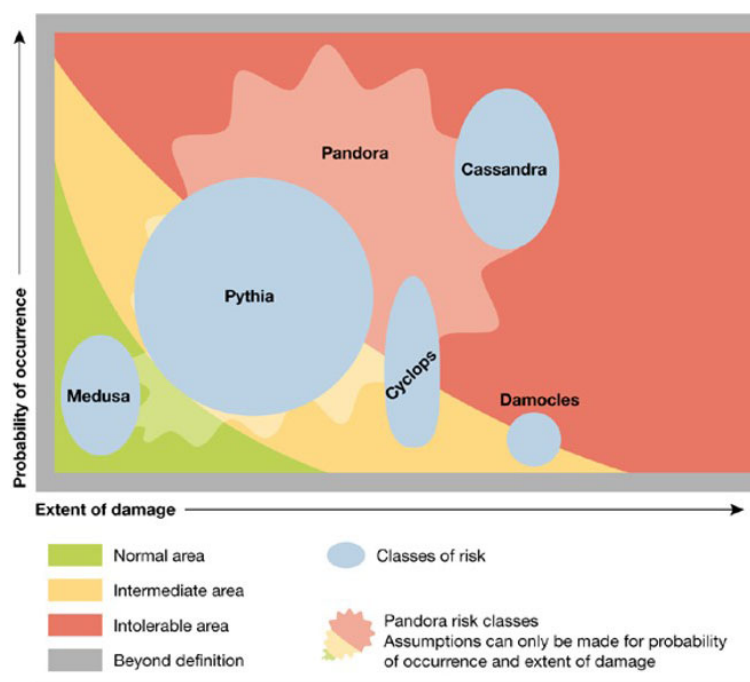 Probability of occurrence
Pandora
Cassandra
Pythia
Cyclops
Medusa
Damocles
Extent of damage
Normal area
Intermediate area
Intolerable area
Beyond definition
Classes of risk
Pandora risk classes
Assumptions can only be made for probability
of occurrence and extent of damage